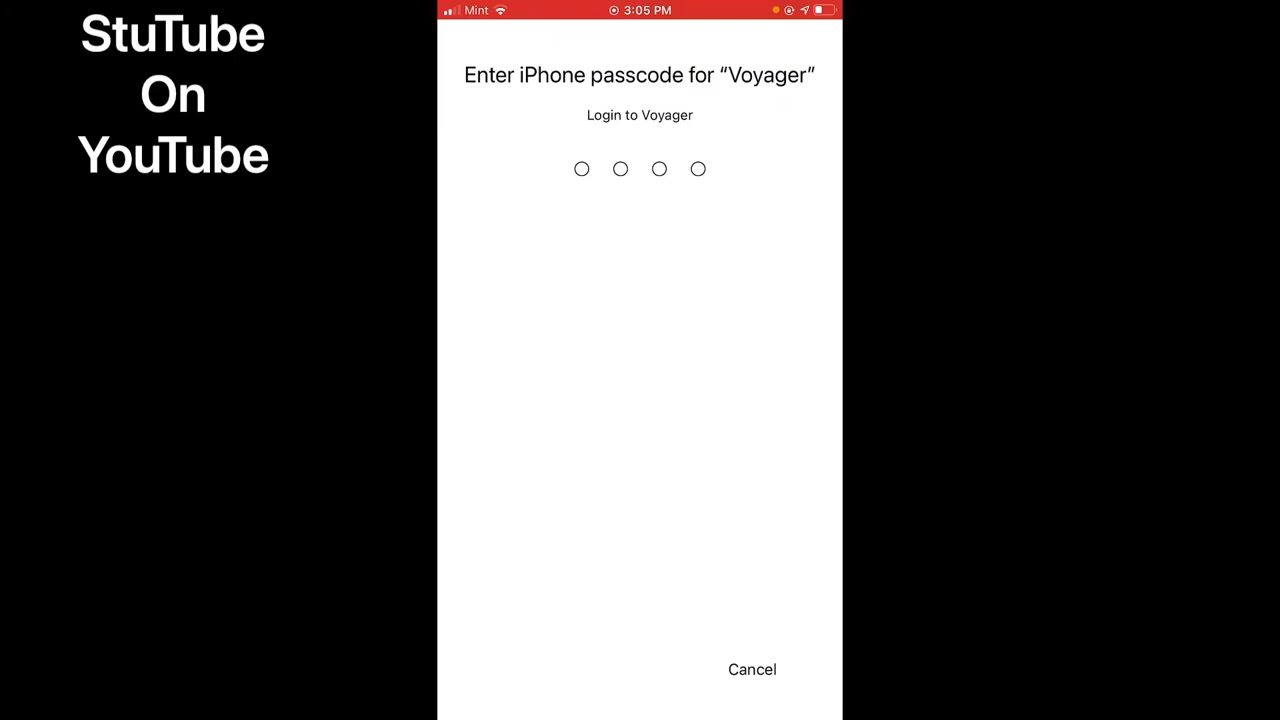 StuTube
On
YouTube
Mint 3:05 PM
Enter iPhone passcode for “Voyager”
Login to Voyager
Cancel